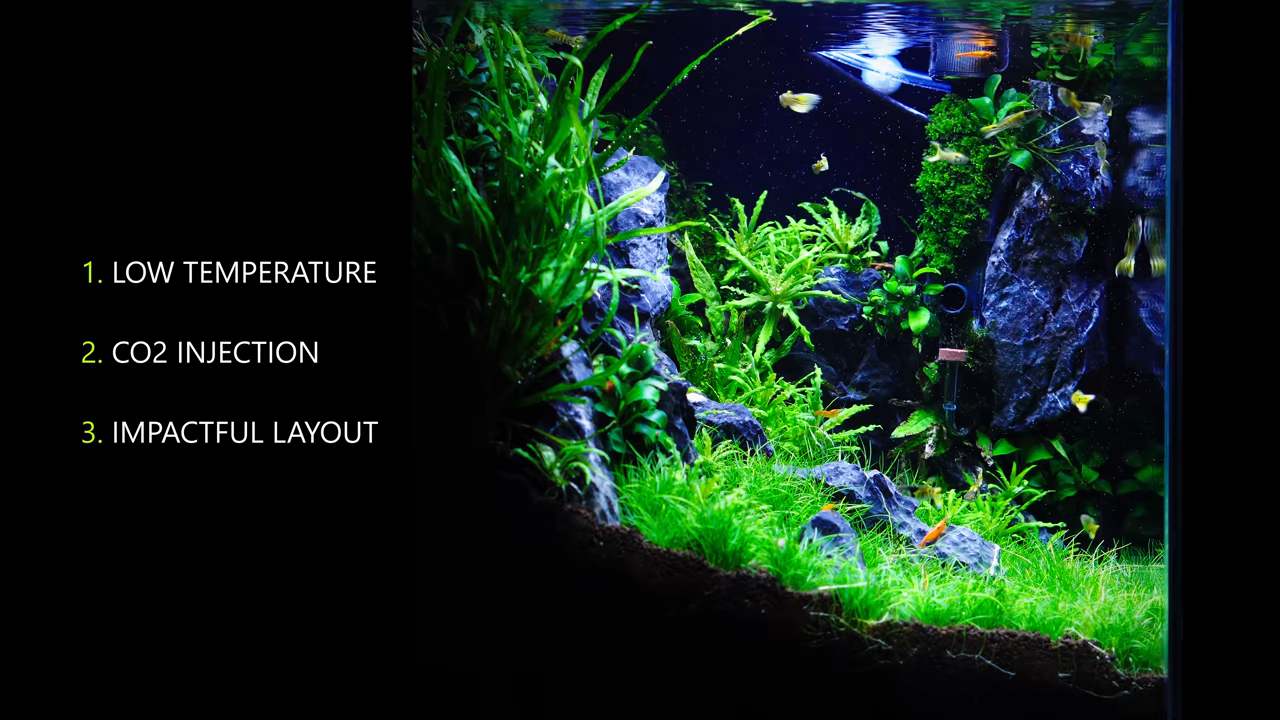 1. LOW TEMPERATURE
2. CO2 INJECTION
3. IMPACTFUL LAYOUT